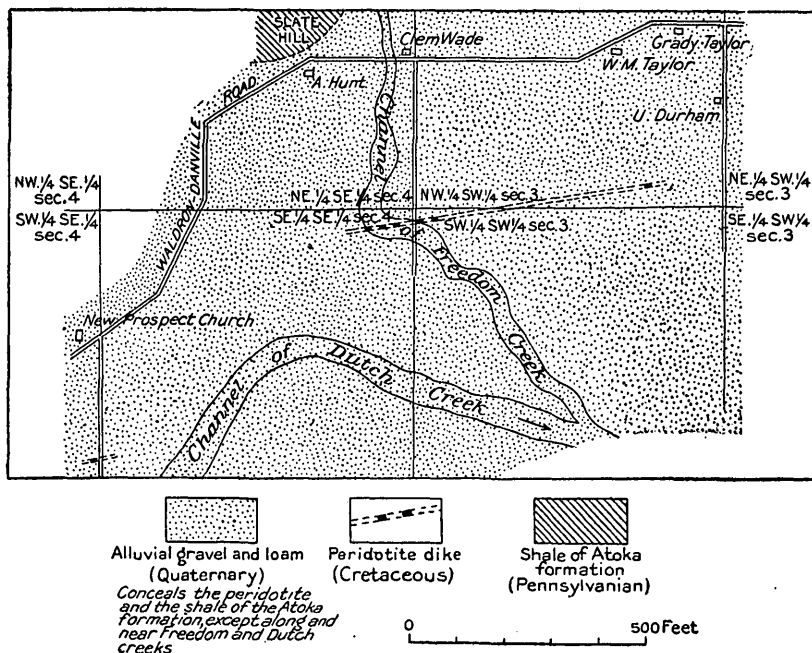 SLATE
HILL
Clem Wade
Grady Taylor
W. M. Taylor
A. Hunt
U. Durham
WALDRON-DANVILLE ROAD
Channel of Freedom Creek
NW. 1/4 SE. 1/4
sec. 4
SW. 1/4 SE. 1/4
sec. 4
NE. 1/4 SE. 1/4 sec. 4
SE. 1/4 SE. 1/4 sec. 4
NW. 1/4 SW. 1/4 sec. 3
SW. 1/4 SW 1/4 sec. 3
NE. 1/4 SW. 1/4
sec. 3
SE. 1/4 SW 1/4
sec. 3
New Prospect Church
Channel of Dutch Creek
Alluvial gravel and loam
(Quaternary)
Conceals the peridotite
and the shale of the Atoka
formation, except along and
near Freedom and Dutch
creeks
Peridotite dike
(Cretaceous)
Shale of Atoka
formation
(Pennsylvanian)
0 500 Feet